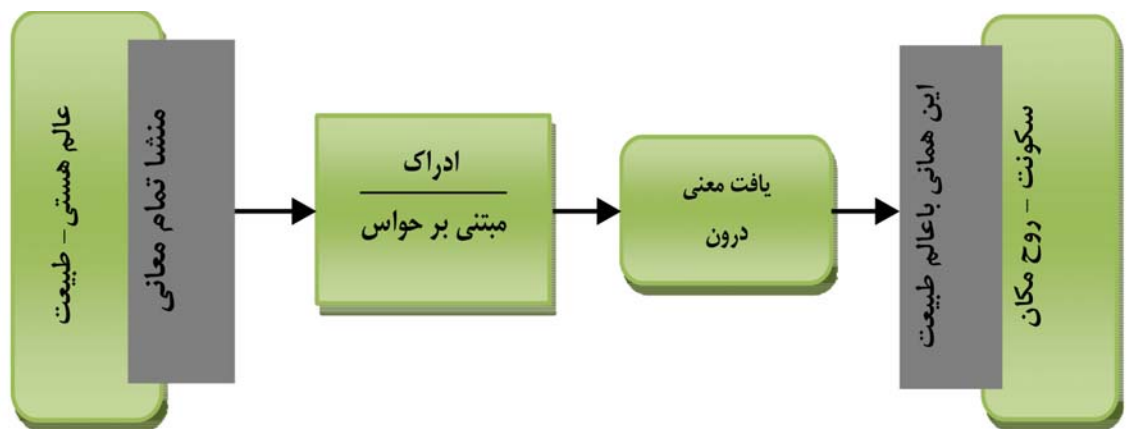 عالم هستی – طبیعت
منشا تمام معانی
ادراک
مبتنی بر حواس
یافت معنی
درون
این همانی باعالم طبیعت
سکونت – روح مکان